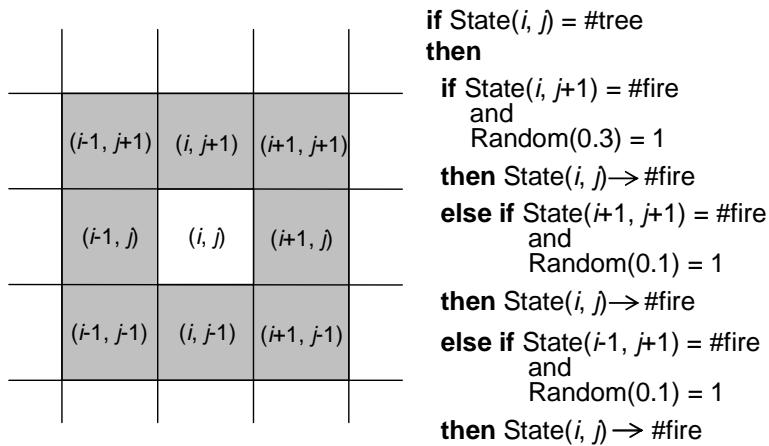 (i-1, j+1) (i, j+1) (i+1, j+1)
(i-1, j) (i, j) (i+1, j)
(i-1, j-1) (i, j-1) (i+1, j-1)
if State(i, j) = #tree
then
if State(i, j+1) = #fire
and
Random(0.3) = 1
then State(i, j)→ #fire
else if State(i+1, j+1) = #fire
and
Random(0.1) = 1
then State(i, j)→ #fire
else if State(i-1, j+1) = #fire
and
Random(0.1) = 1
then State(i, j)→ #fire